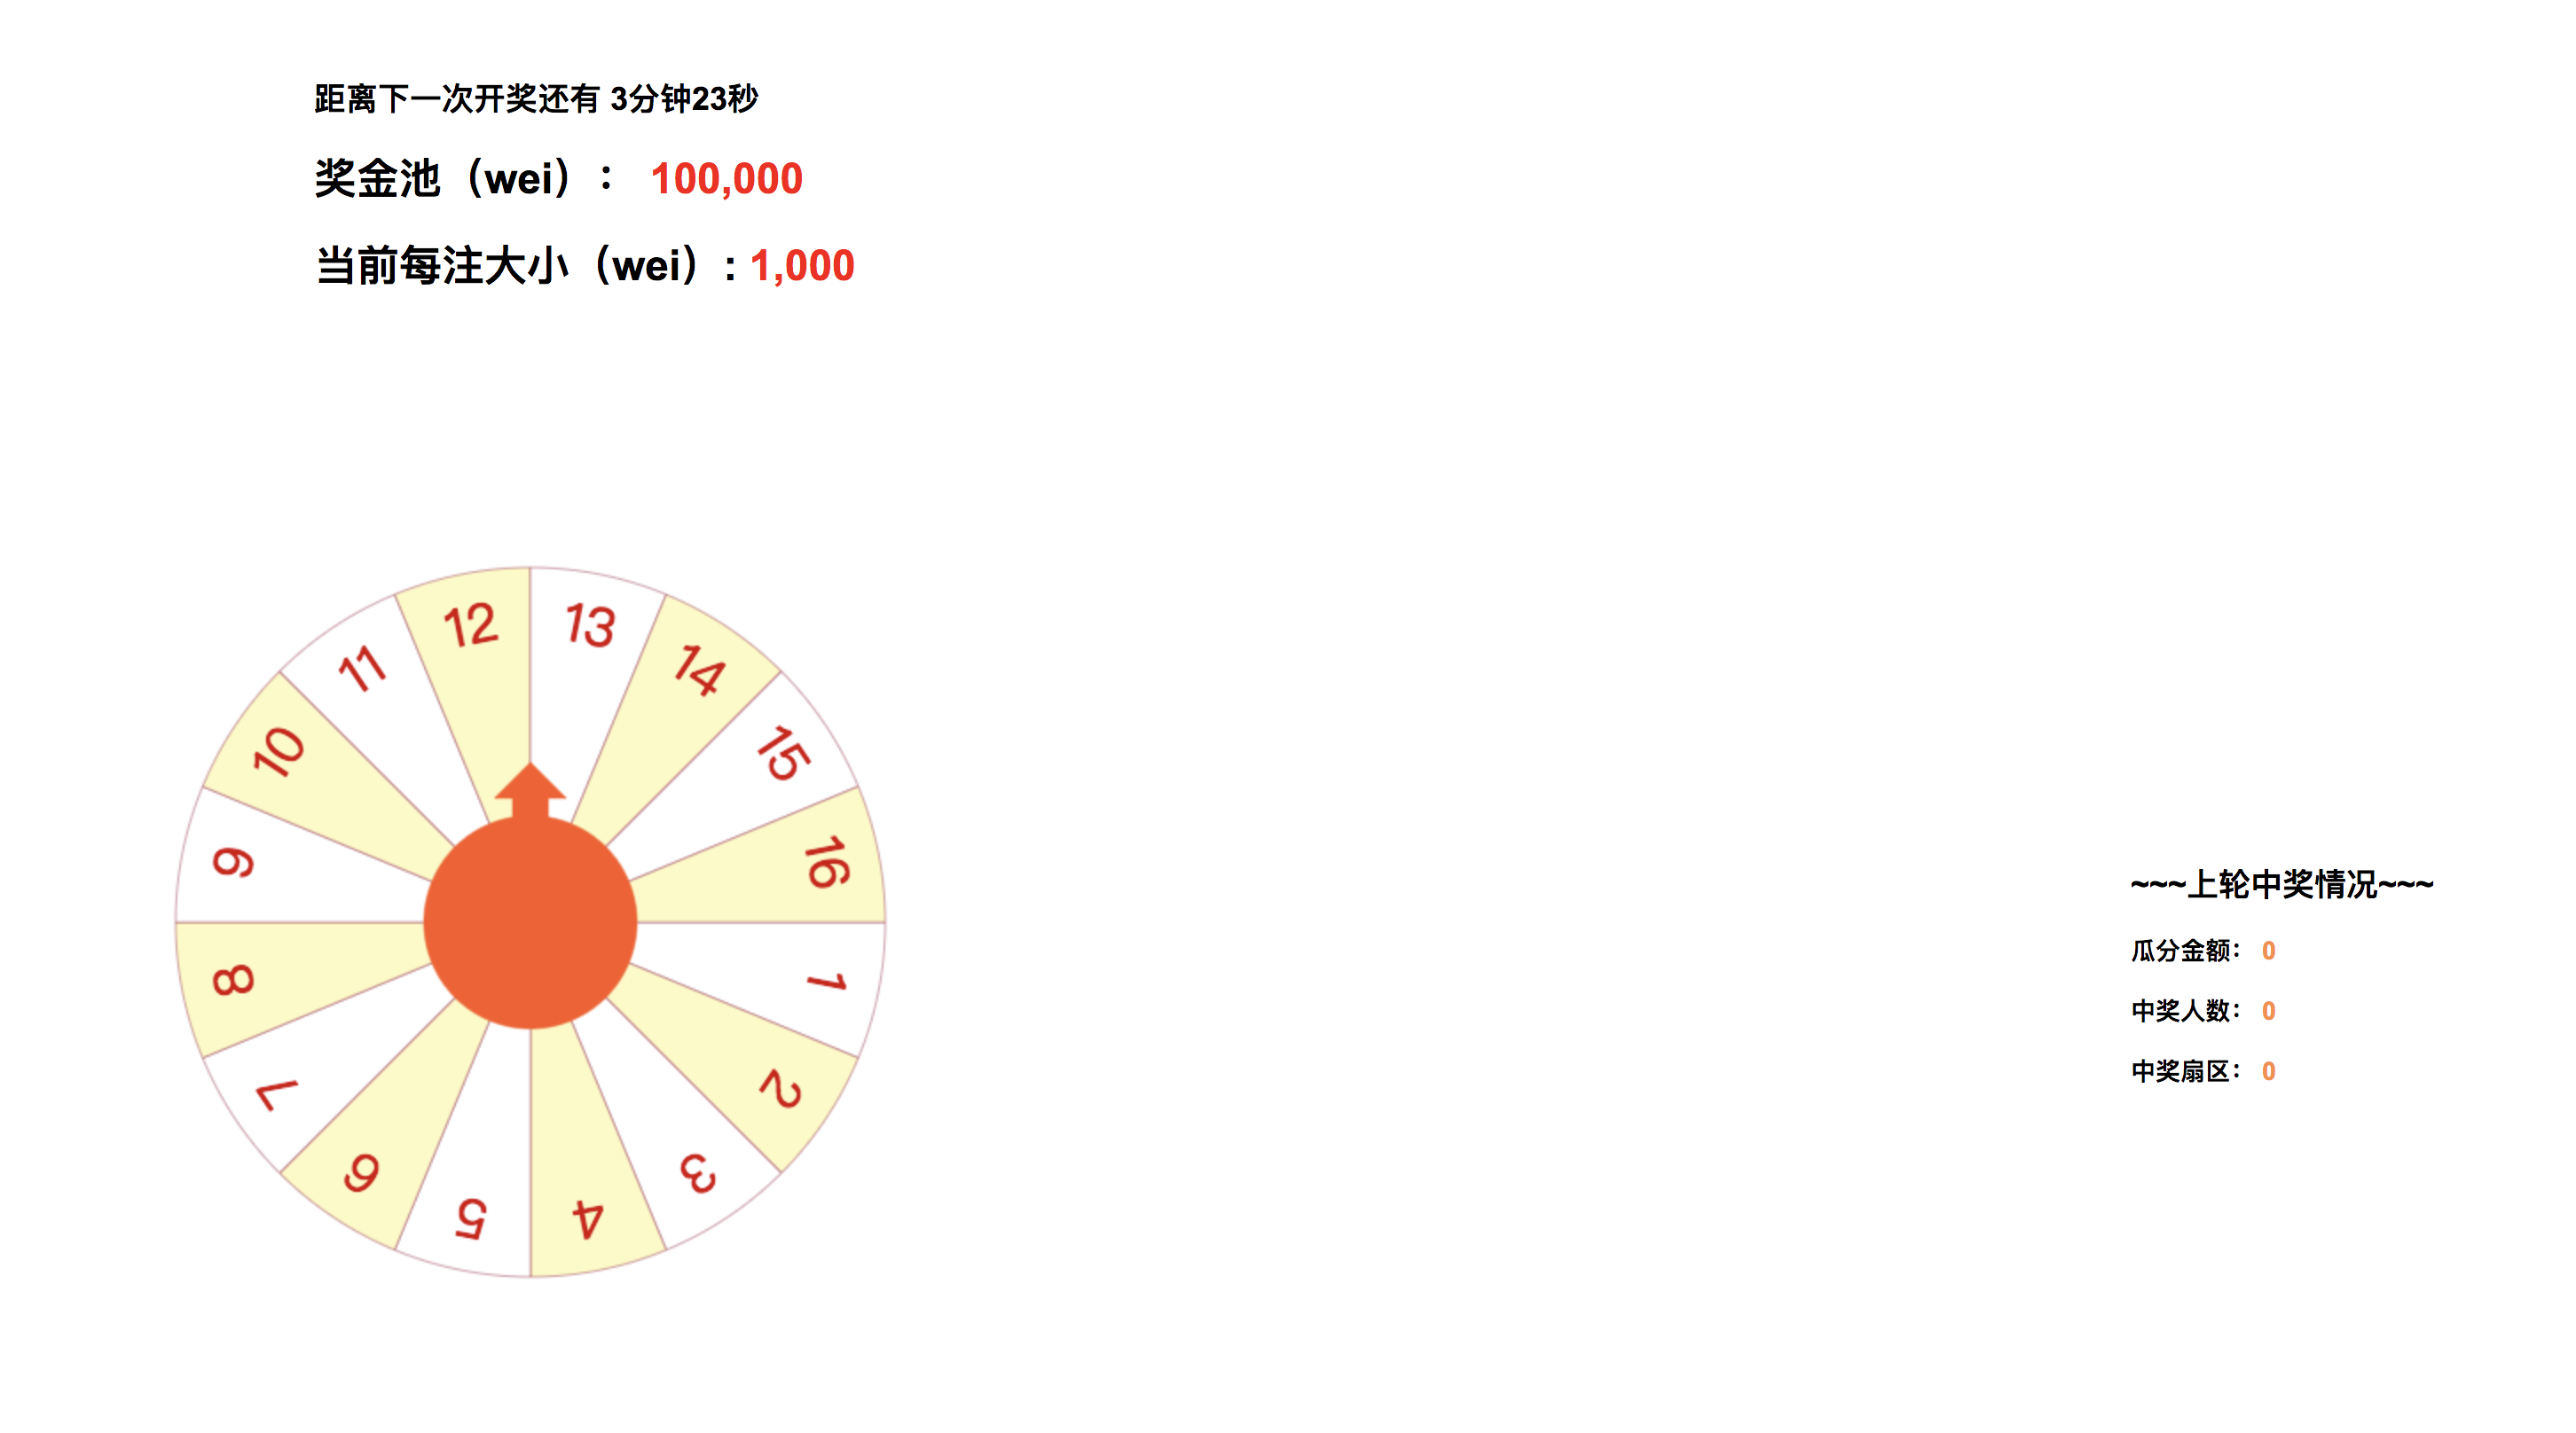 距离下一次开奖还有 3分钟23秒
奖金池（wei）： 100,000
当前每注大小（wei）: 1,000
12
13
11
14
10
15
9
16
8
1
7
2
6
3
5
4
~~~上轮中奖情况~~~
瓜分金额： 0
中奖人数： 0
中奖扇区： 0